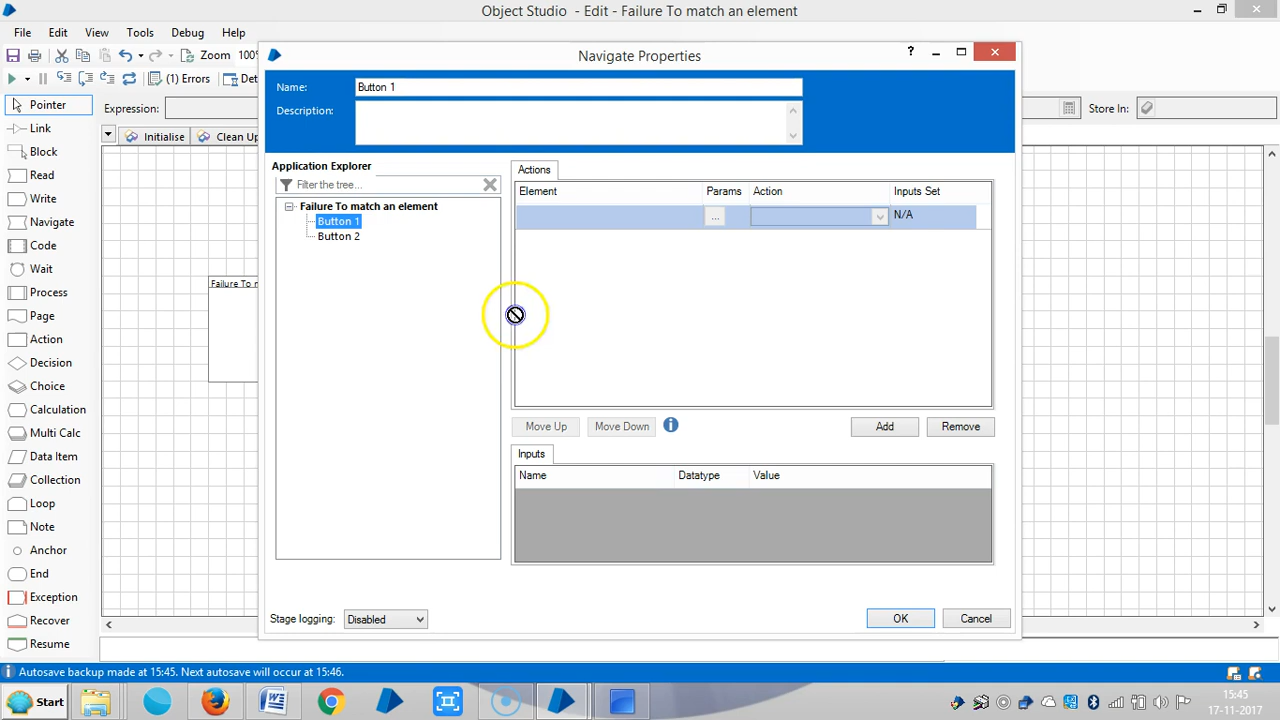 Object Studio - Edit - Failure To match an element
File Edit View Tools Debug Help
Zoom 100%
(1) Errors
Expression:
Store In:
Initialise
Clean Up
Pointer
Link
Block
Read
Write
Navigate
Code
Wait
Process
Page
Action
Decision
Choice
Calculation
Multi Calc
Data Item
Collection
Loop
Note
Anchor
End
Exception
Recover
Resume
Navigate Properties
?
Name: Button 1
Description:
Application Explorer
Filter the tree...
Failure To match an element
Button 1
Button 2
Actions
Element Params Action Inputs Set
... N/A
Move Up Move Down Add Remove
Inputs
Name Datatype Value
Stage logging: Disabled
OK Cancel
Autosave backup made at 15:45. Next autosave will occur at 15:46.
Start
15:45
17-11-2017